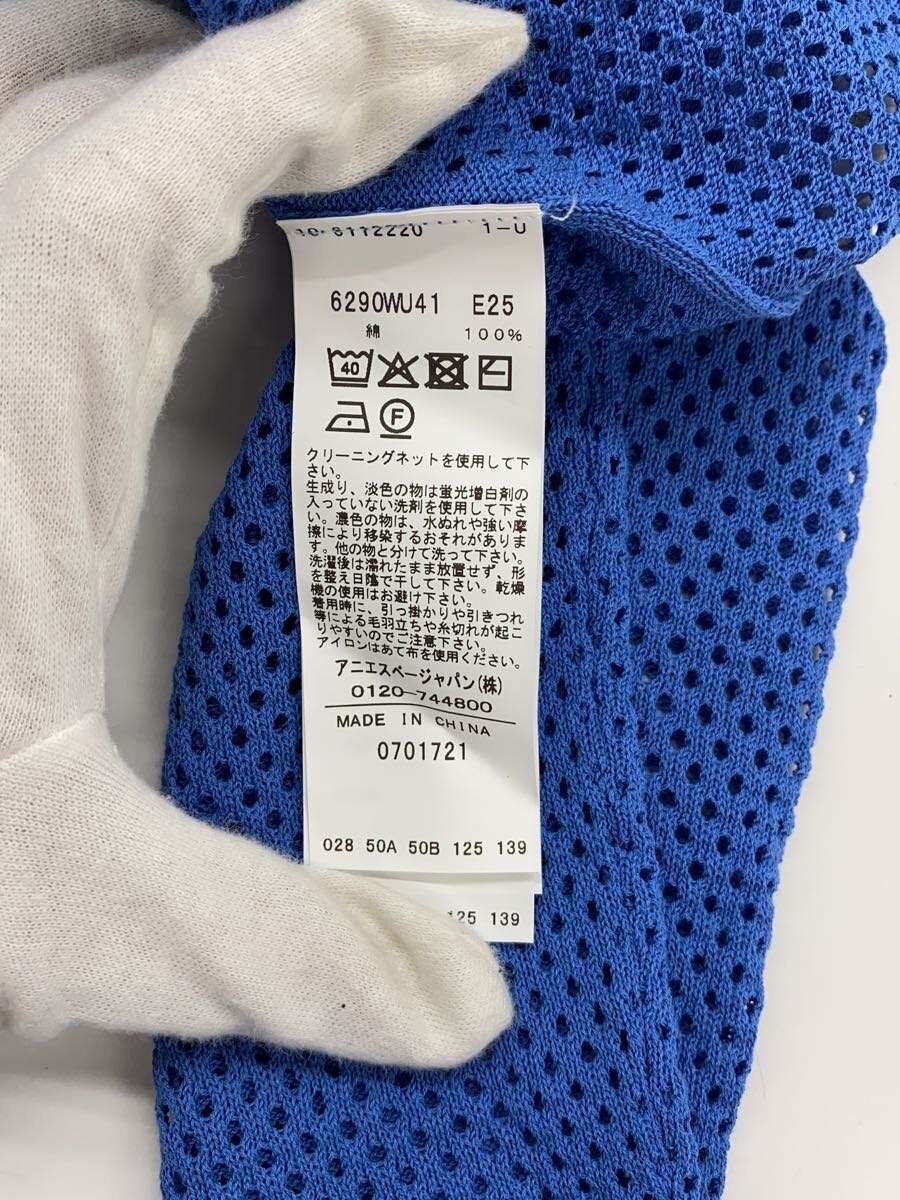 6112220 1-U
6290WU41 E25
綿 100%
40
F
クリーニングネットを使用して下
さい。
生成り、淡色の物は蛍光増白剤の
入っていない洗剤を使用して下さ
い。濃色の物は、水ぬれや強い摩
擦により移染するおそれがありま
す。他の物と分けて洗って下さい。
洗濯後は濡れたまま放置せず、形
を整え日蔭で干して下さい。乾燥
機の使用はお避け下さい。
着用時に、引っ掛かりや引きつれ
等による毛羽立ちや糸切れが起こ
りやすいのでご注意下さい。
アイロンはあて布を使用ください。
アニエスベージャパン(株)
0120-744800
MADE IN CHINA
0701721
028 50A 50B 125 139
125 139